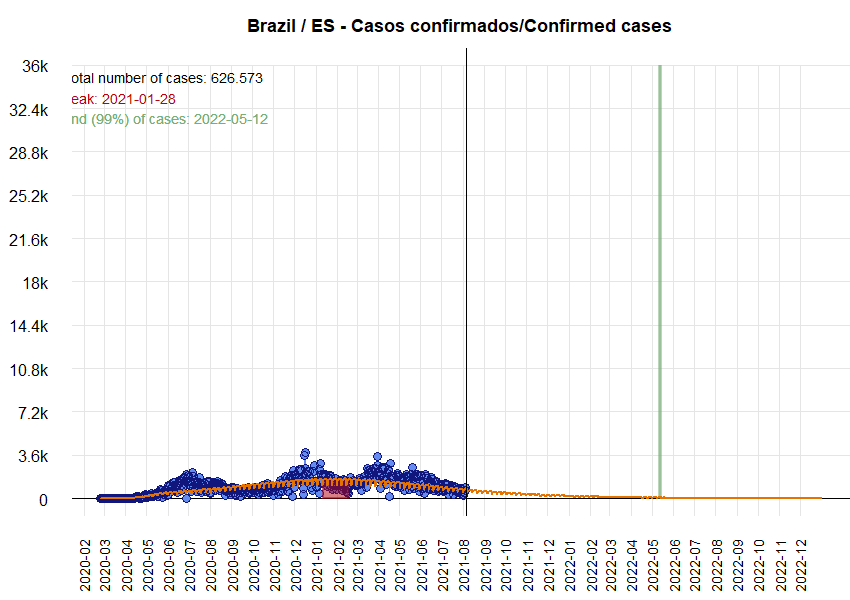 Brazil / ES - Casos confirmados/Confirmed cases
36k
otal number of cases: 626.573
eak: 2021-01-28
32.4k
nd (99%) of cases: 2022-05-12
28.8k
25.2k
21.6k
18k
14.4k
10.8k
7.2k
3.6k
0
2020-02
2020-03
2020-04
2020-05
2020-06
2020-07
2020-08
2020-09
2020-10
2020-11
2020-12
2021-01
2021-02
2021-03
2021-04
2021-05
2021-06
2021-07
2021-08
2021-09
2021-10
2021-11
2021-12
2022-01
2022-02
2022-03
2022-04
2022-05
2022-06
2022-07
2022-08
2022-09
2022-10
2022-11
2022-12